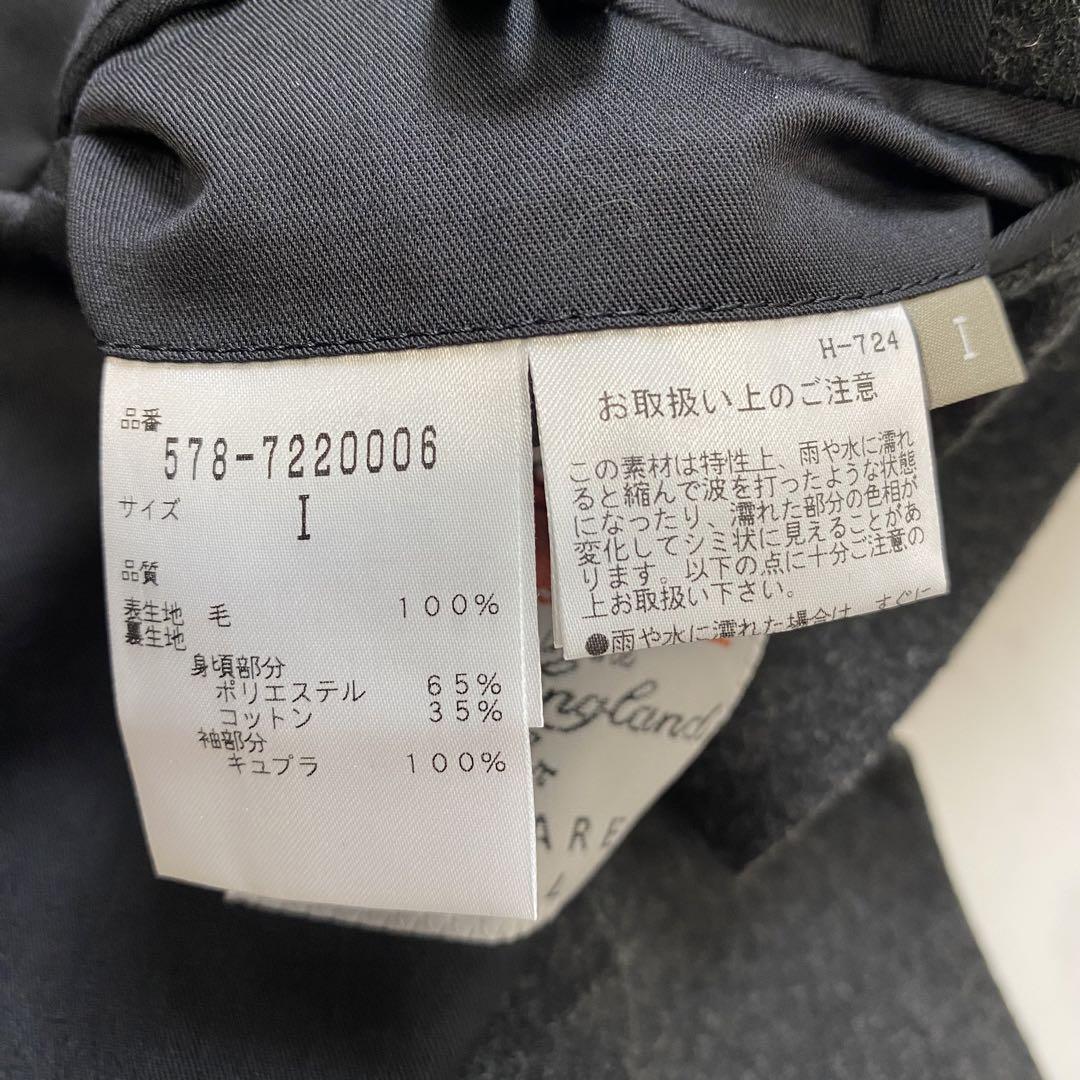 品番
578-7220006
サイズ
I
品質
表生地 毛 100%
裏生地
身頃部分
ポリエステル 65%
コットン 35%
袖部分
キュプラ 100%
H-724
お取扱い上のご注意
この素材は特性上、雨や水に濡れ
ると縮んで波を打ったような状態
になったり、濡れた部分の色相が
変化してシミ状に見えることがあ
ります。以下の点に十分ご注意の
上お取扱い下さい。
●雨や水に濡れた場合は、すぐに
I
England
ARE